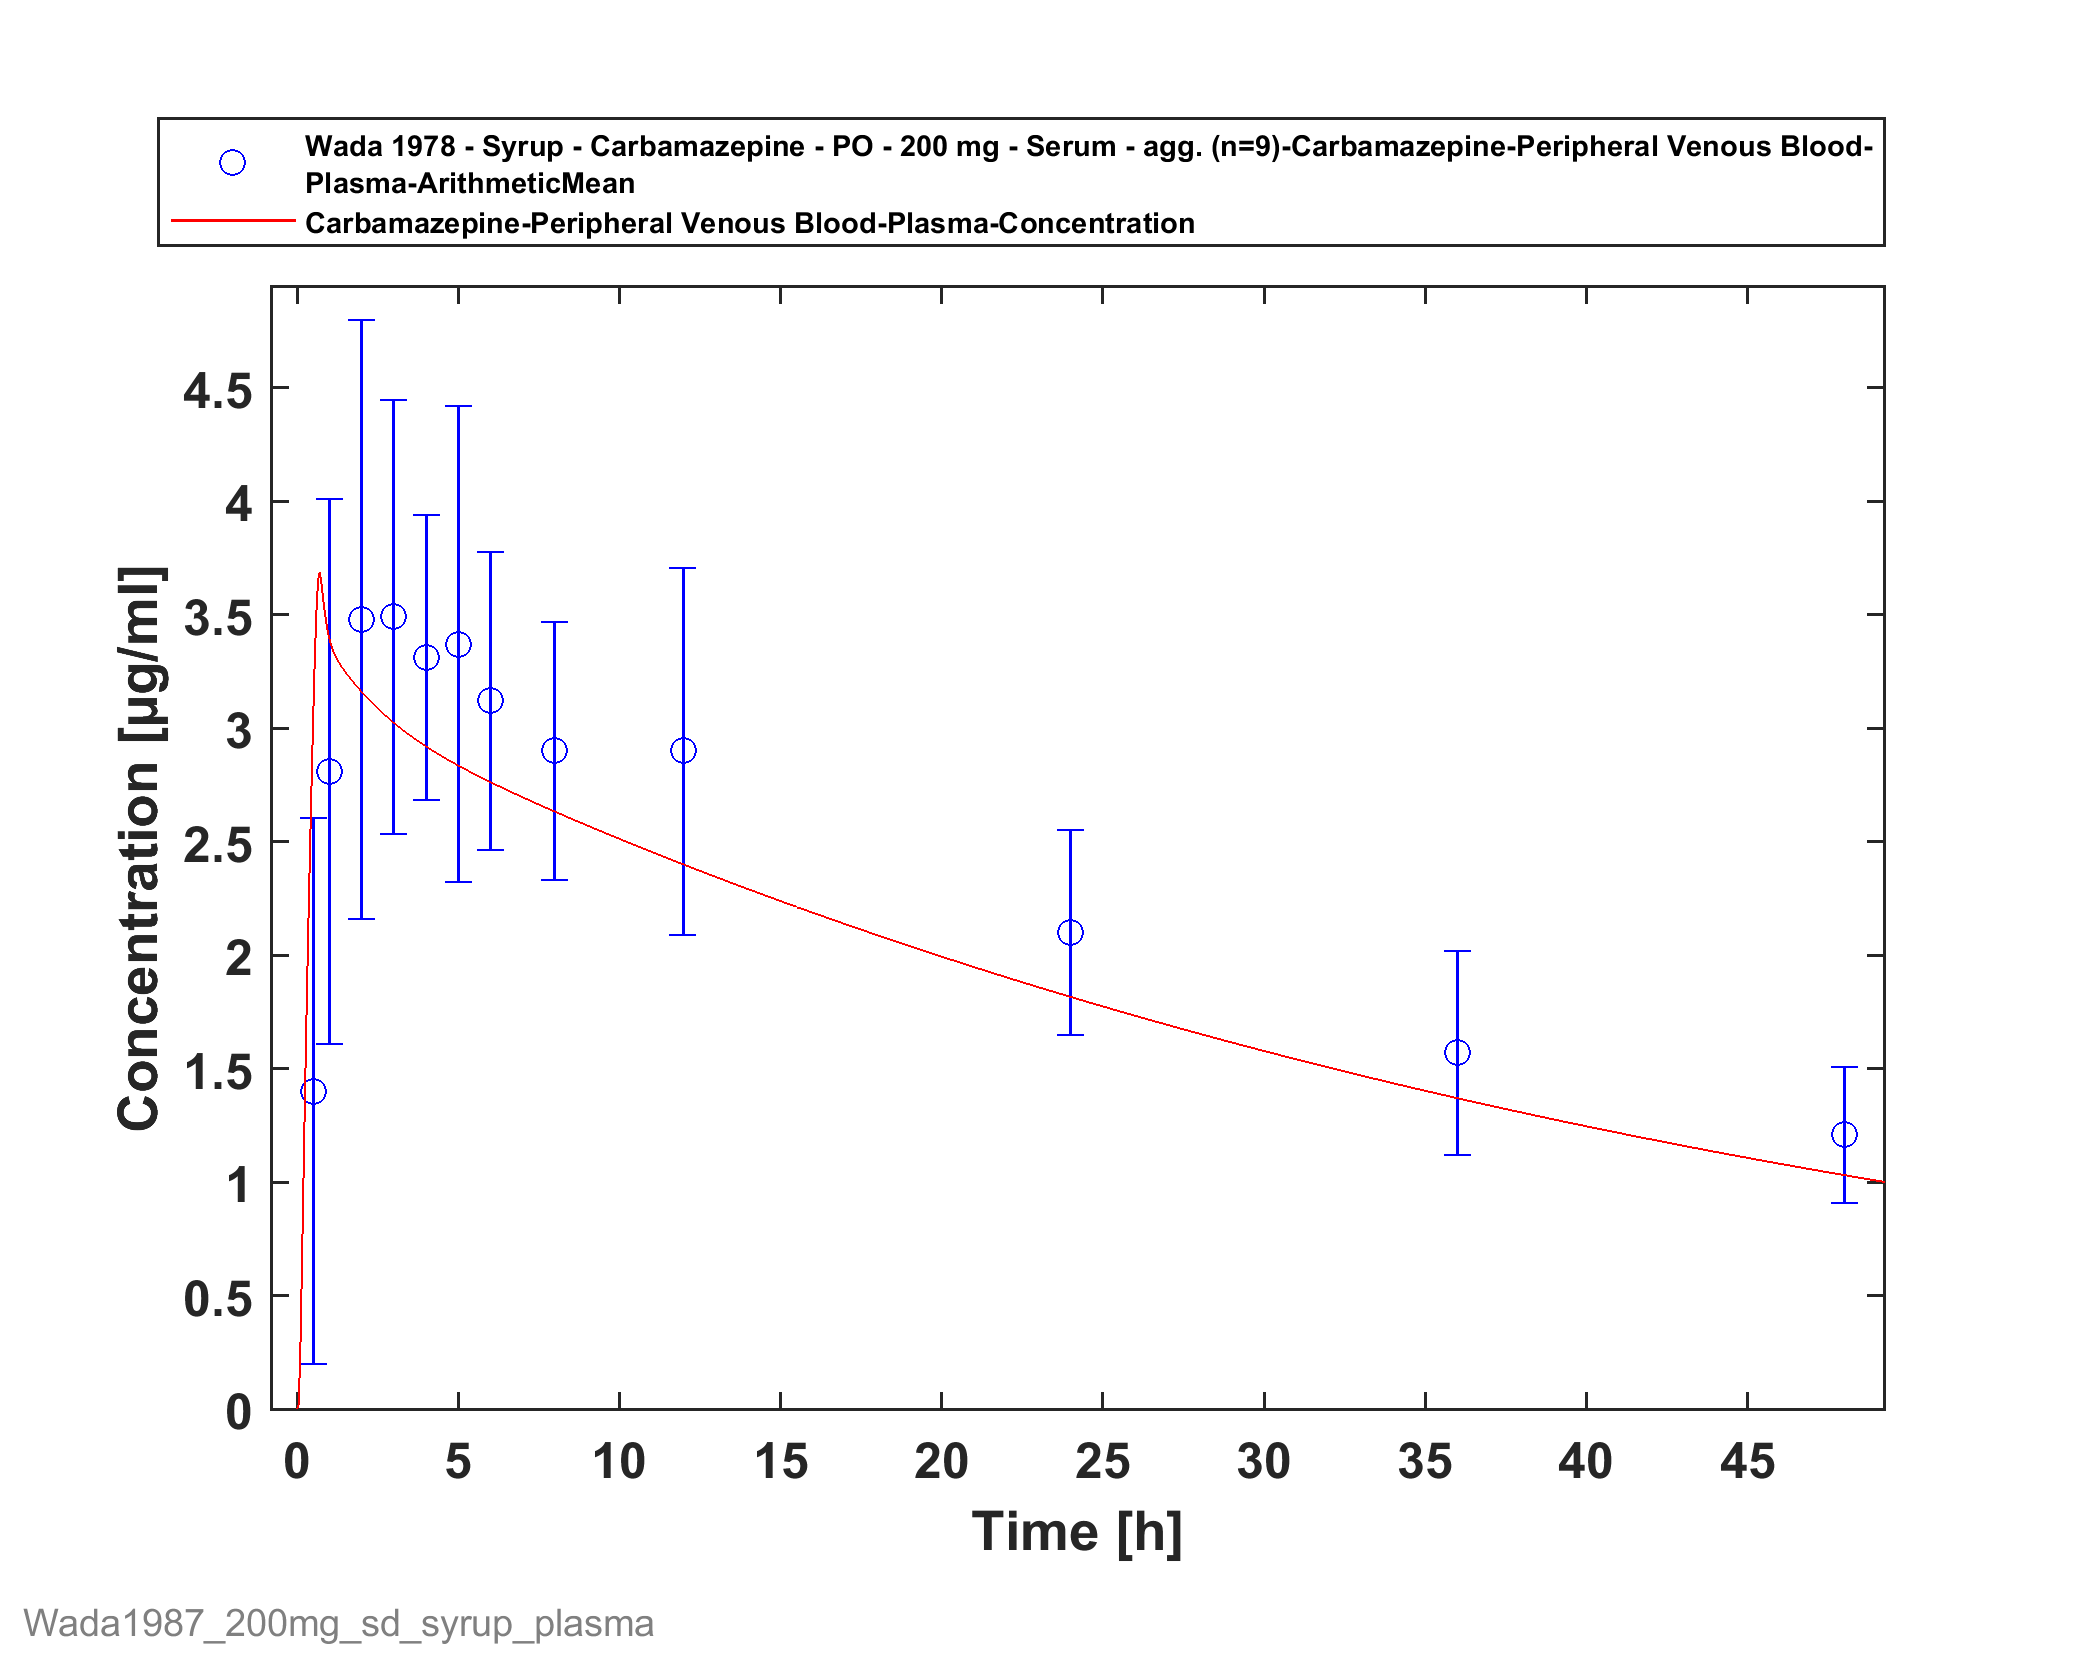 Wada 1978 - Syrup - Carbamazepine - PO - 200 mg - Serum - agg. (n=9)-Carbamazepine-Peripheral Venous Blood-
Plasma-ArithmeticMean
Carbamazepine-Peripheral Venous Blood-Plasma-Concentration
4.5
4
3.5
3
2.5
2
1.5
1
0.5
0
Concentration [µg/ml]
0 5 10 15 20 25 30 35 40 45
Time [h]
Wada1987_200mg_sd_syrup_plasma